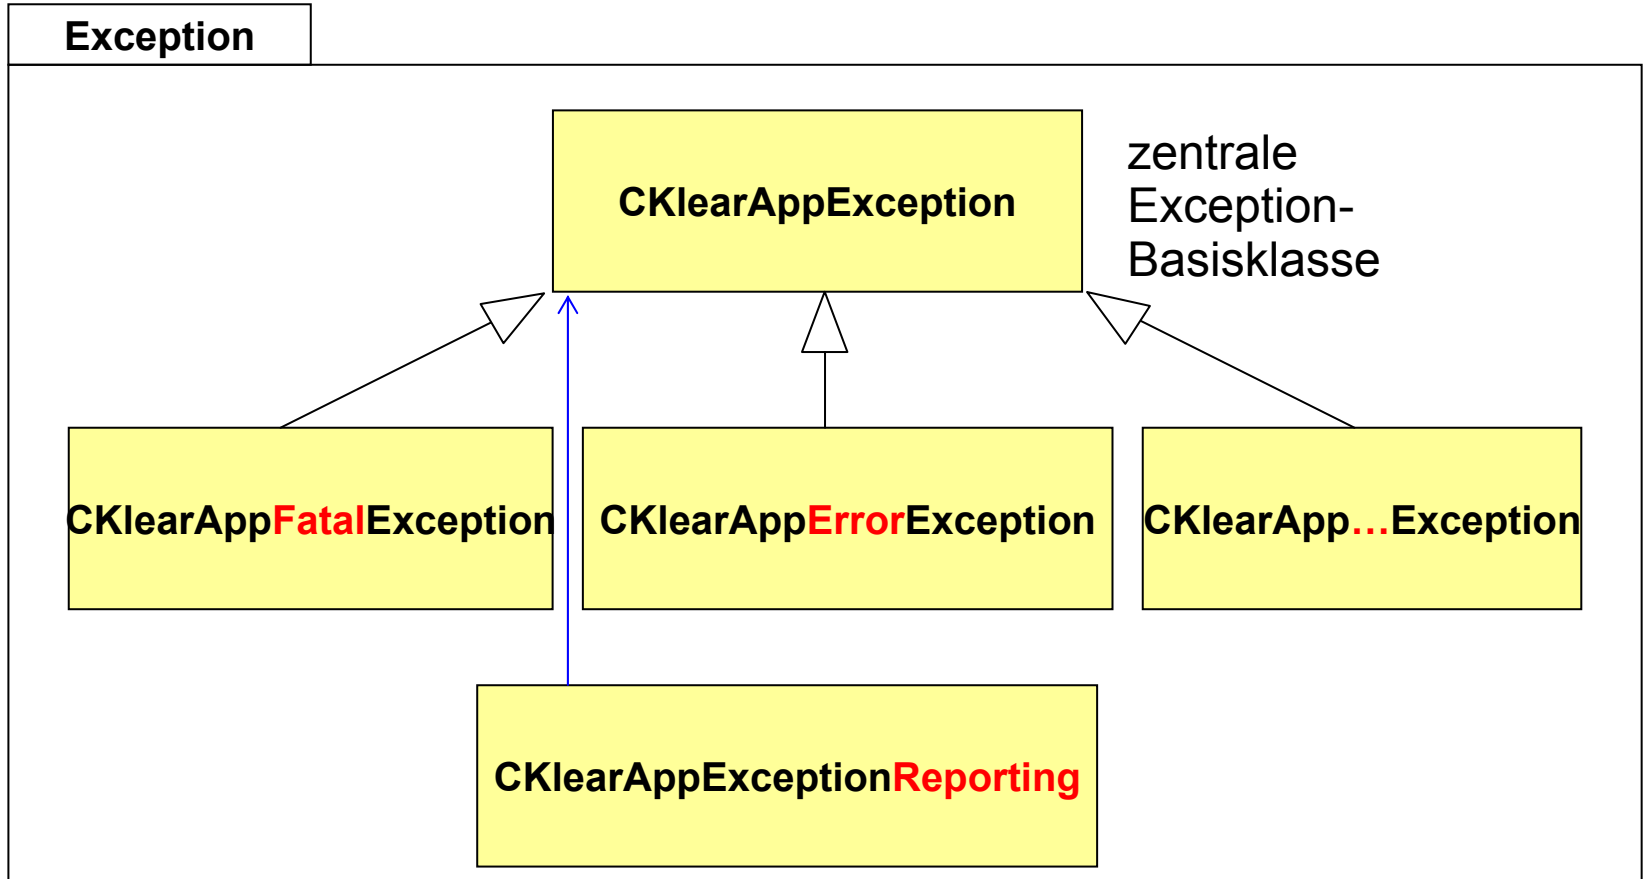 Exception
CKlearAppException
zentrale
Exception-
Basisklasse
CKlearAppFatalException
CKlearAppErrorException
CKlearApp...Exception
CKlearAppExceptionReporting